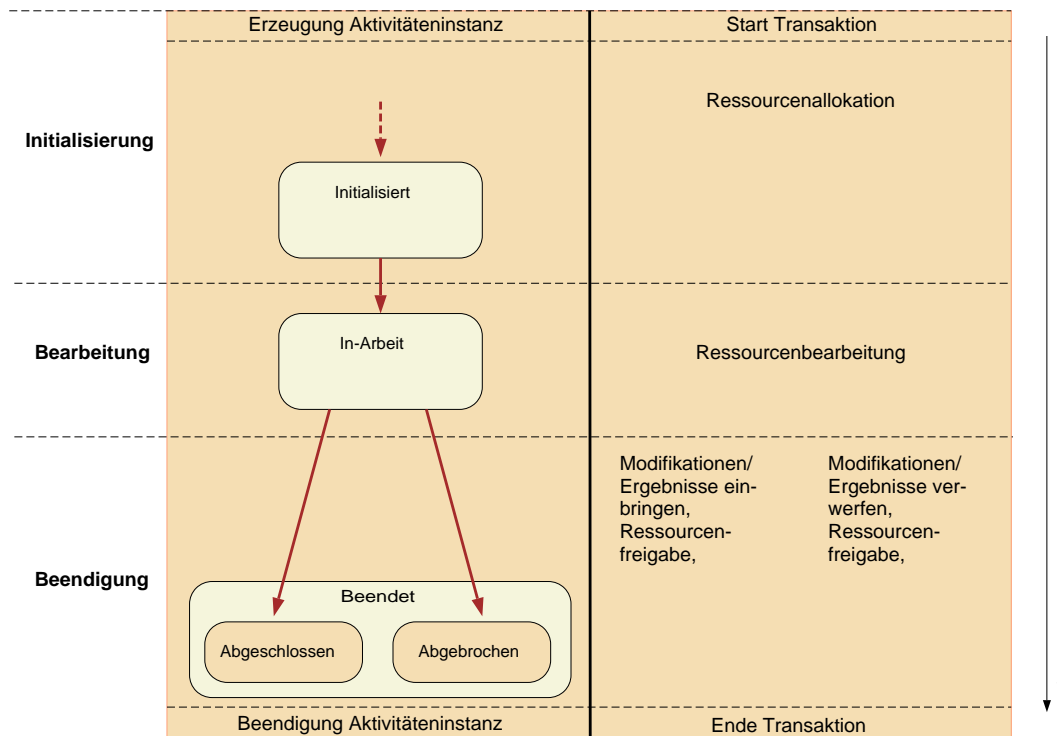 Erzeugung Aktivitäteninstanz
Start Transaktion
Ressourcenallokation
Initialisierung
Initialisiert
In-Arbeit
Bearbeitung
Ressourcenbearbeitung
Modifikationen/
Ergebnisse ein-
bringen,
Ressourcen-
freigabe,
Modifikationen/
Ergebnisse ver-
werfen,
Ressourcen-
freigabe,
Beendigung
Beendet
Abgeschlossen
Abgebrochen
Beendigung Aktivitäteninstanz
Ende Transaktion